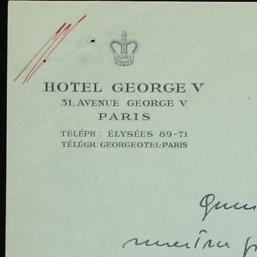 HOTEL GEORGE V
31, AVENUE GEORGE V
PARIS
TÉLÉPH : ÉLYSÉES 89-71
TÉLÉGR : GEORGEOTEL-PARIS